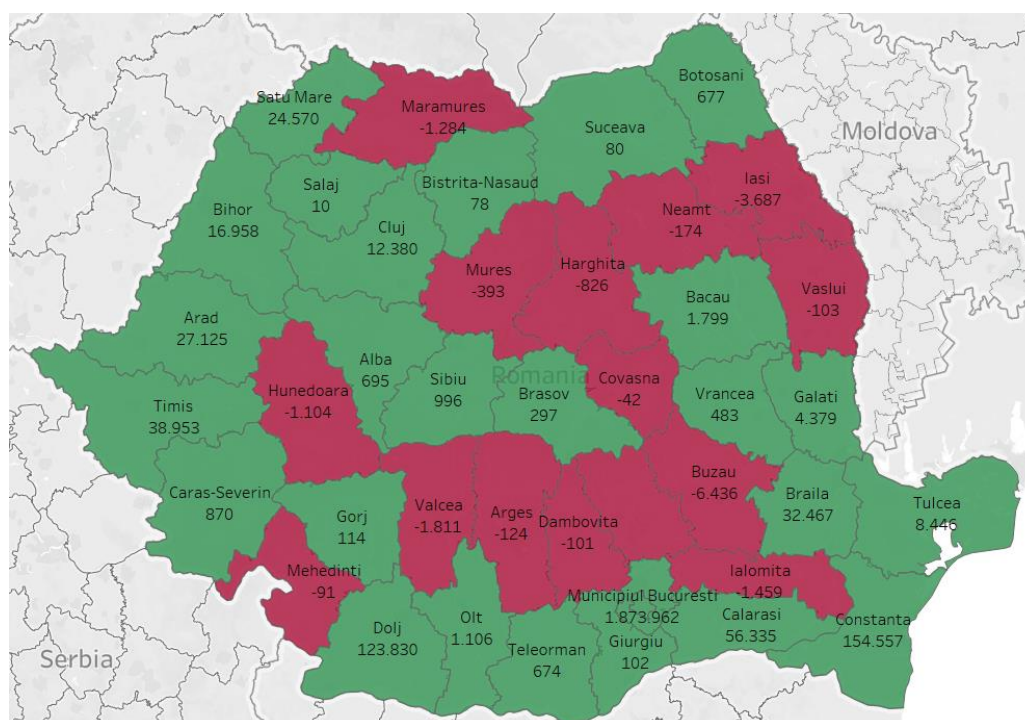 Botosani
677
Satu Mare
24.570
Maramures
-1.284
Suceava
80
Moldova
Iasi
-3.687
Salaj
10
Bistrita-Nasaud
78
Neamt
-174
Bihor
16.958
Cluj
12.380
Mures
-393
Harghita
-826
Vaslui
-103
Bacau
1.799
Arad
27.125
Alba
695
Sibiu
996
Romania
Hunedoara
-1.104
Brasov
297
Covasna
-42
Vrancea
483
Galati
4.379
Timis
38.953
Caras-Severin
870
Gorj
114
Valcea
-1.811
Arges
-124
Dambovita
-101
Buzau
-6.436
Braila
32.467
Tulcea
8.446
Mehedinti
-91
Ialomita
-1.459
Municipiul Bucuresti
1.873.962
Calarasi
56.335
Constanta
154.557
Dolj
123.830
Olt
1.106
Teleorman
674
Giurgiu
102
Serbia